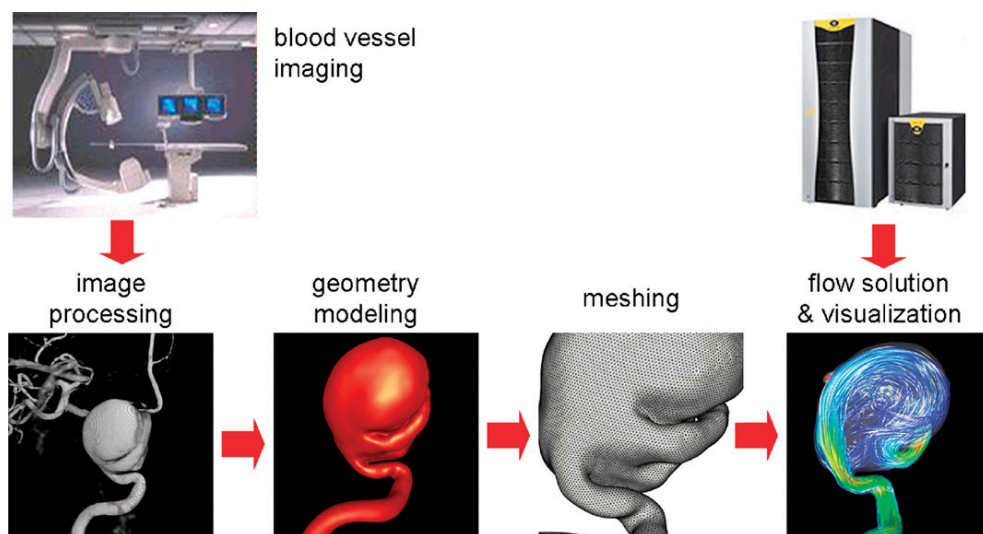 blood vessel
imaging
image
processing
geometry
modeling
meshing
flow solution
& visualization